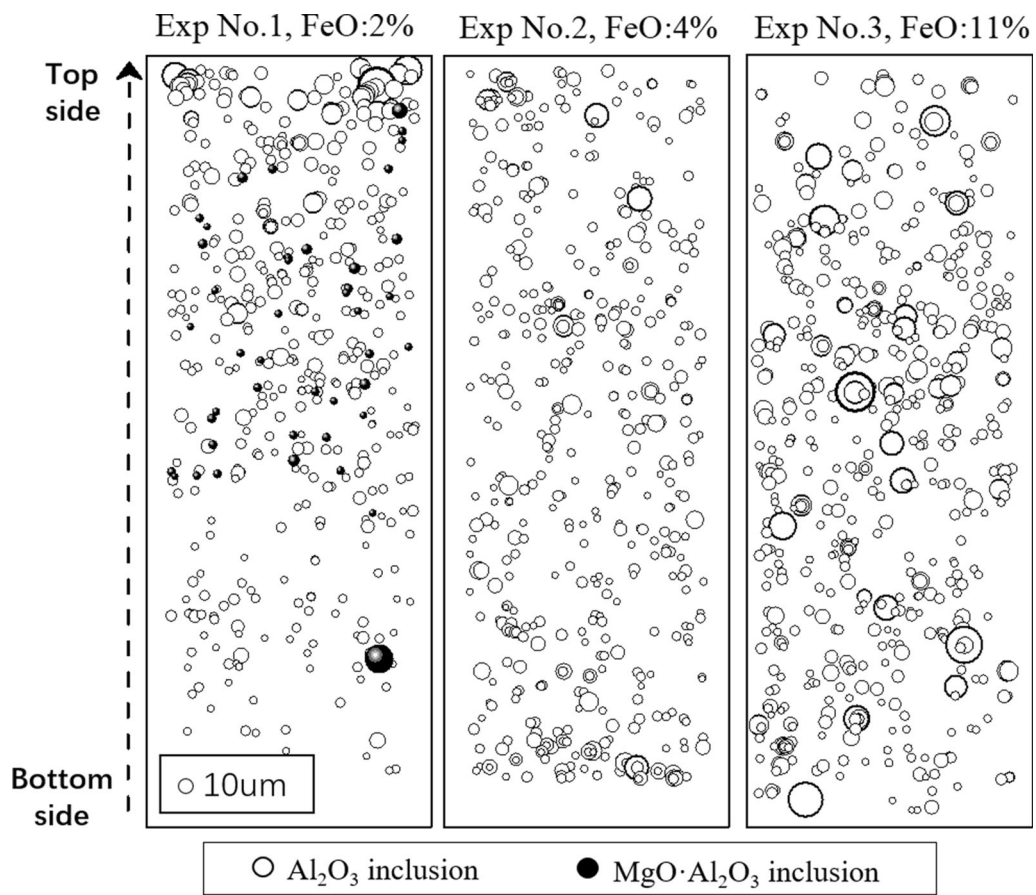 Exp No.1, FeO:2%
Exp No.2, FeO:4%
Exp No.3, FeO:11%
Top
side
Bottom
side
10um
Al₂O₃ inclusion
MgO·Al₂O₃ inclusion